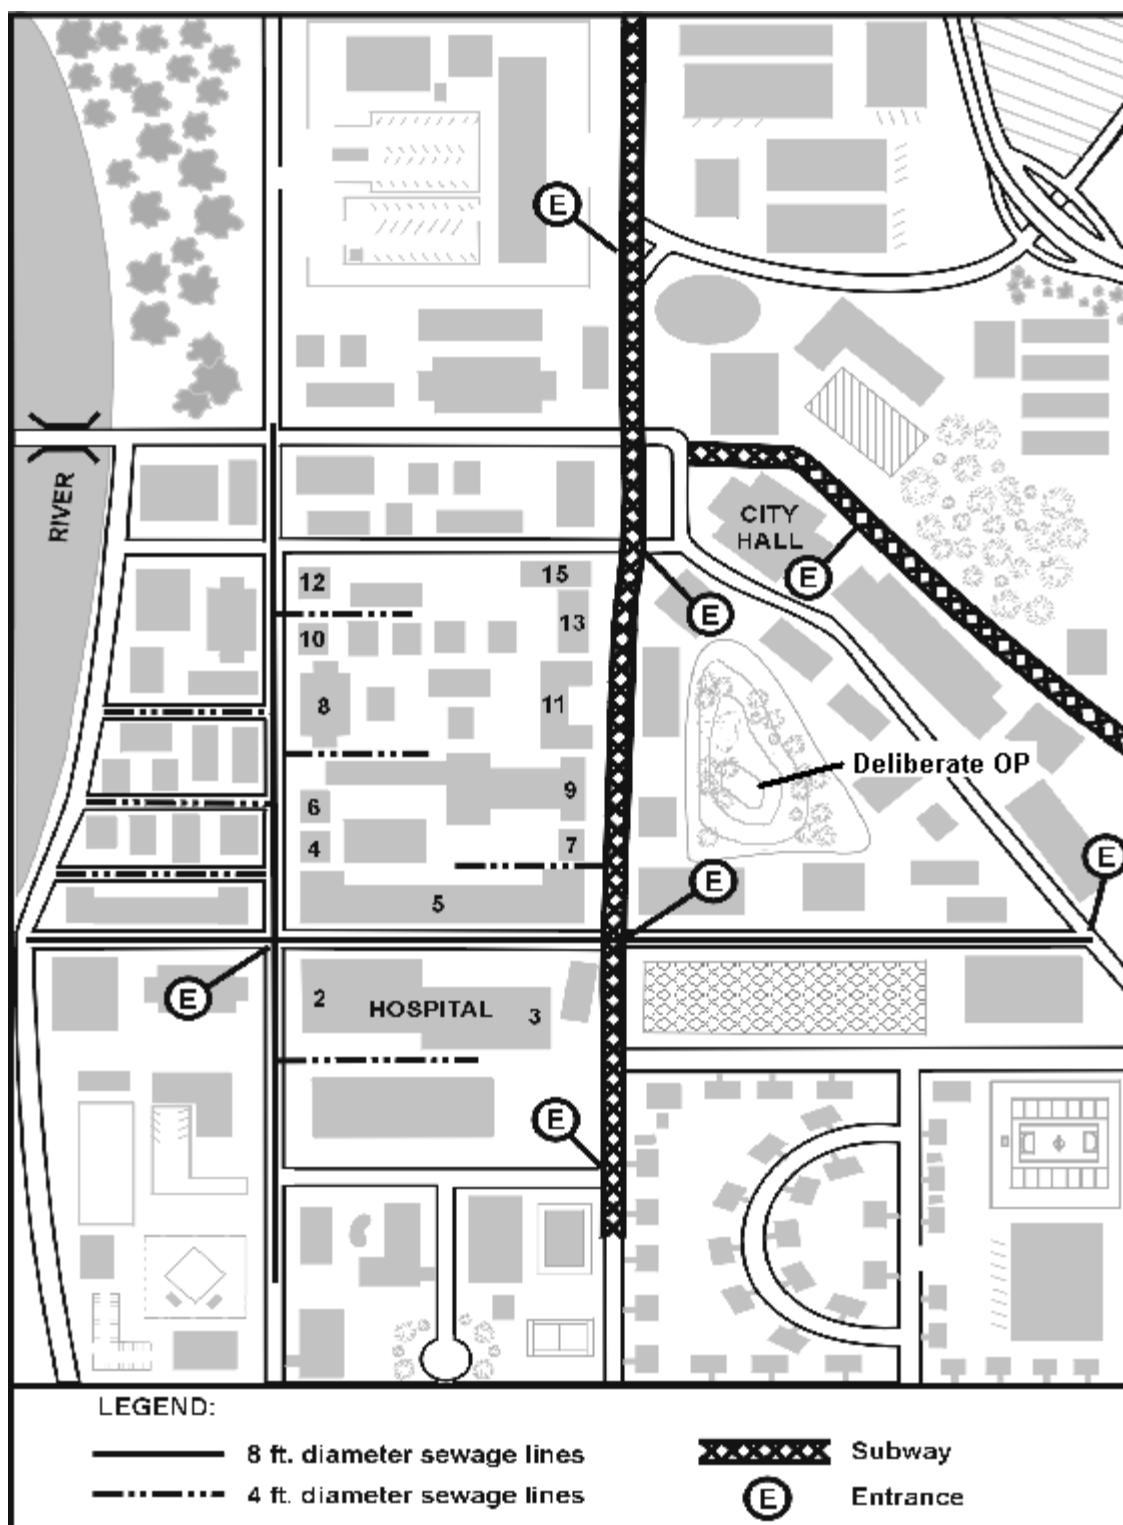 E
RIVER
CITY
HALL
E
12
15
E
10
13
8
11
Deliberate OP
9
6
4
7
E
E
5
E
2
HOSPITAL
3
E
LEGEND:
8 ft. diameter sewage lines
Subway
4 ft. diameter sewage lines
E
Entrance